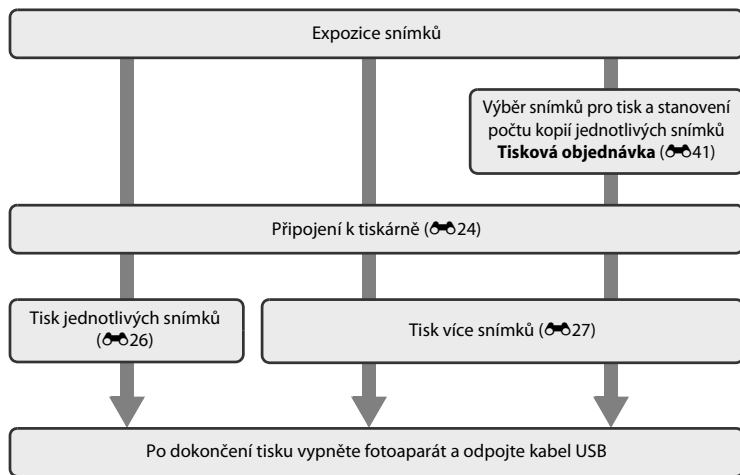 Expozice snímků
Výběr snímků pro tisk a stanovení
počtu kopií jednotlivých snímků
Tisková objednávka (41)
Připojení k tiskárně (24)
Tisk jednotlivých snímků
(26)
Tisk více snímků (27)
Po dokončení tisku vypněte fotoaparát a odpojte kabel USB